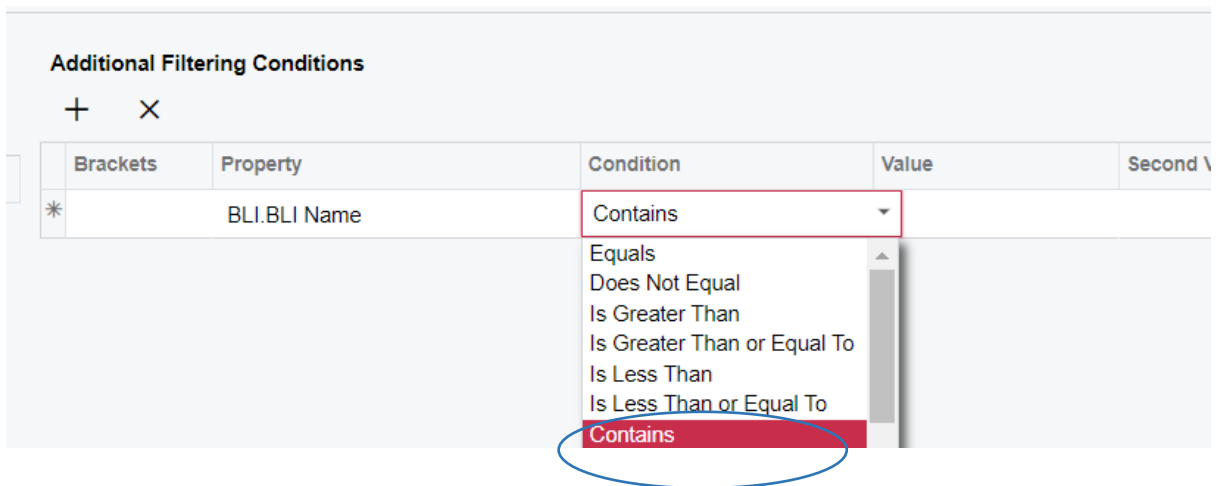 Additional Filtering Conditions
Brackets Property Condition Value Second V
BLI.BLI Name Contains
Equals
Does Not Equal
Is Greater Than
Is Greater Than or Equal To
Is Less Than
Is Less Than or Equal To
Contains